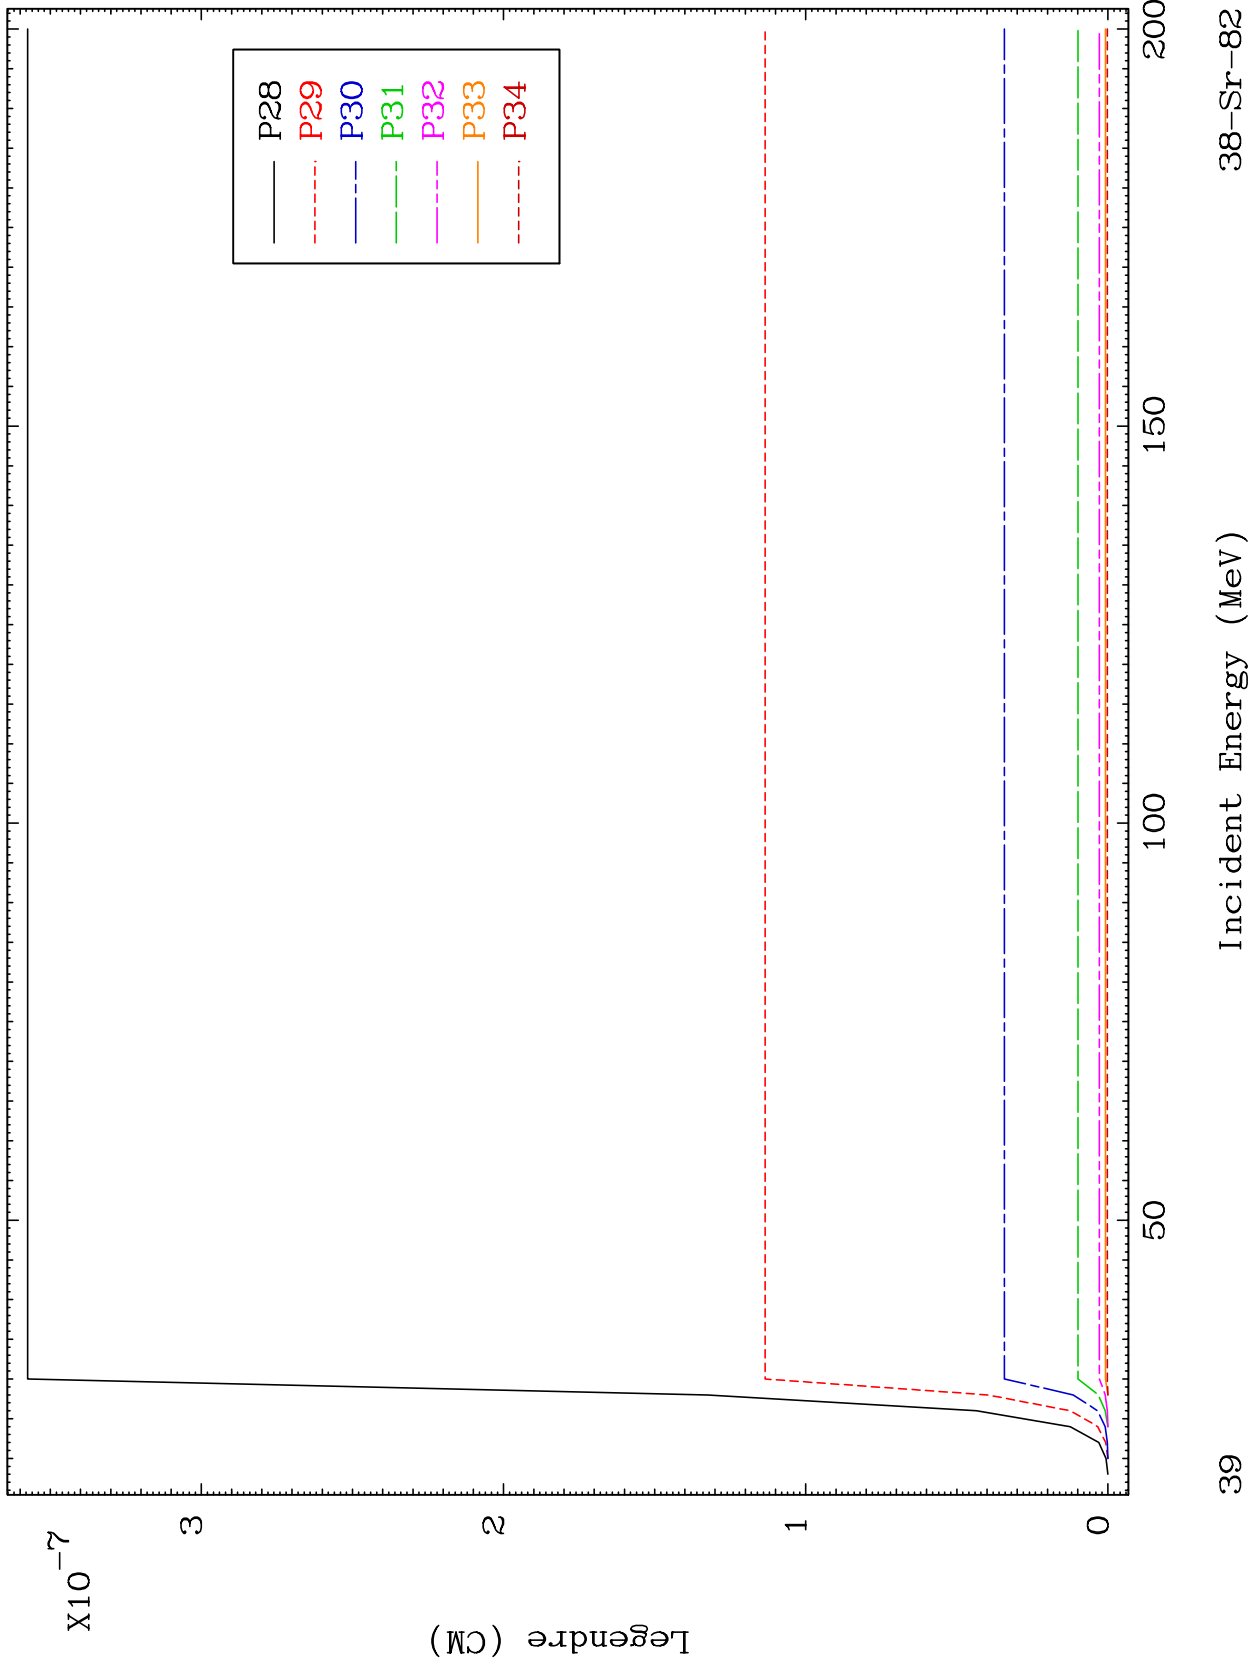 X10-7
3
2
1
0
Legendre (CM)
P28
P29
P30
P31
P32
P33
P34
50
100
150
200
Incident Energy (MeV)
39
38-Sr-82